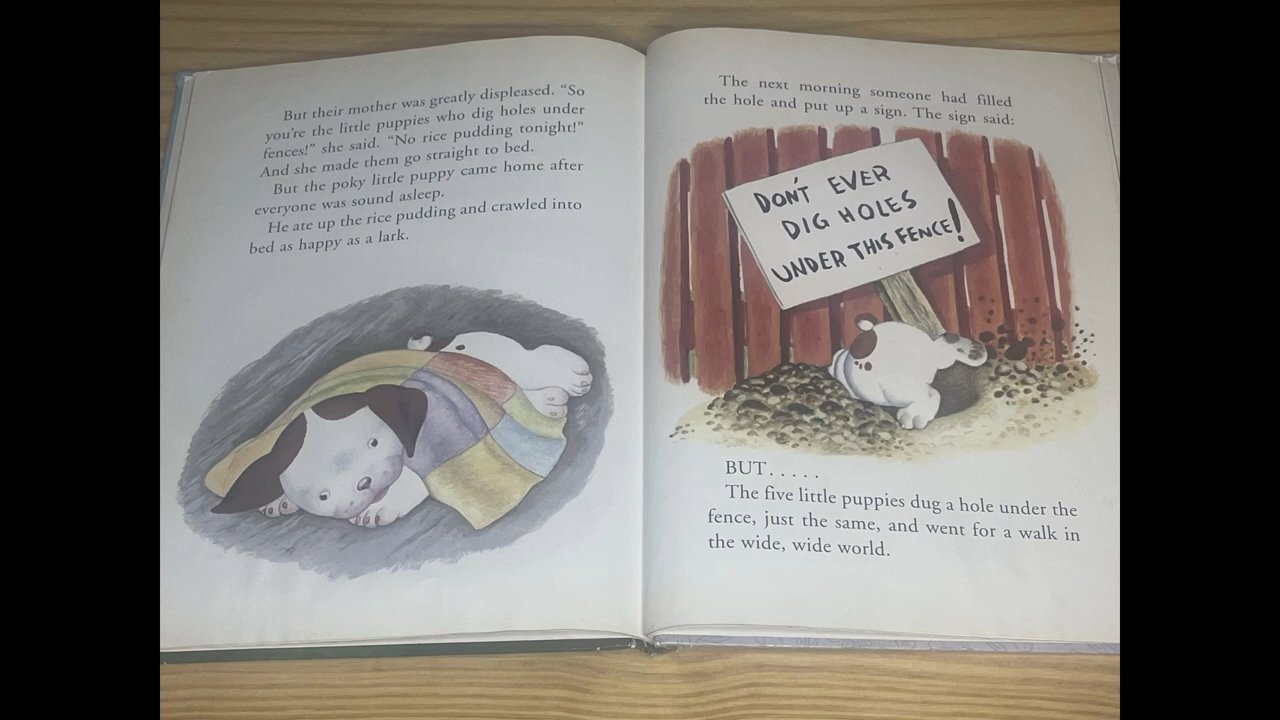 But their mother was greatly displeased. “So
you're the little puppies who dig holes under
fences!” she said. “No rice pudding tonight!”
And she made them go straight to bed.
But the poky little puppy came home after
everyone was sound asleep.
He ate up the rice pudding and crawled into
bed as happy as a lark.
The next morning someone had filled
the hole and put up a sign. The sign said:
DON'T EVER
DIG HOLES
UNDER THIS FENCE!
BUT.....
The five little puppies dug a hole under the
fence, just the same, and went for a walk in
the wide, wide world.